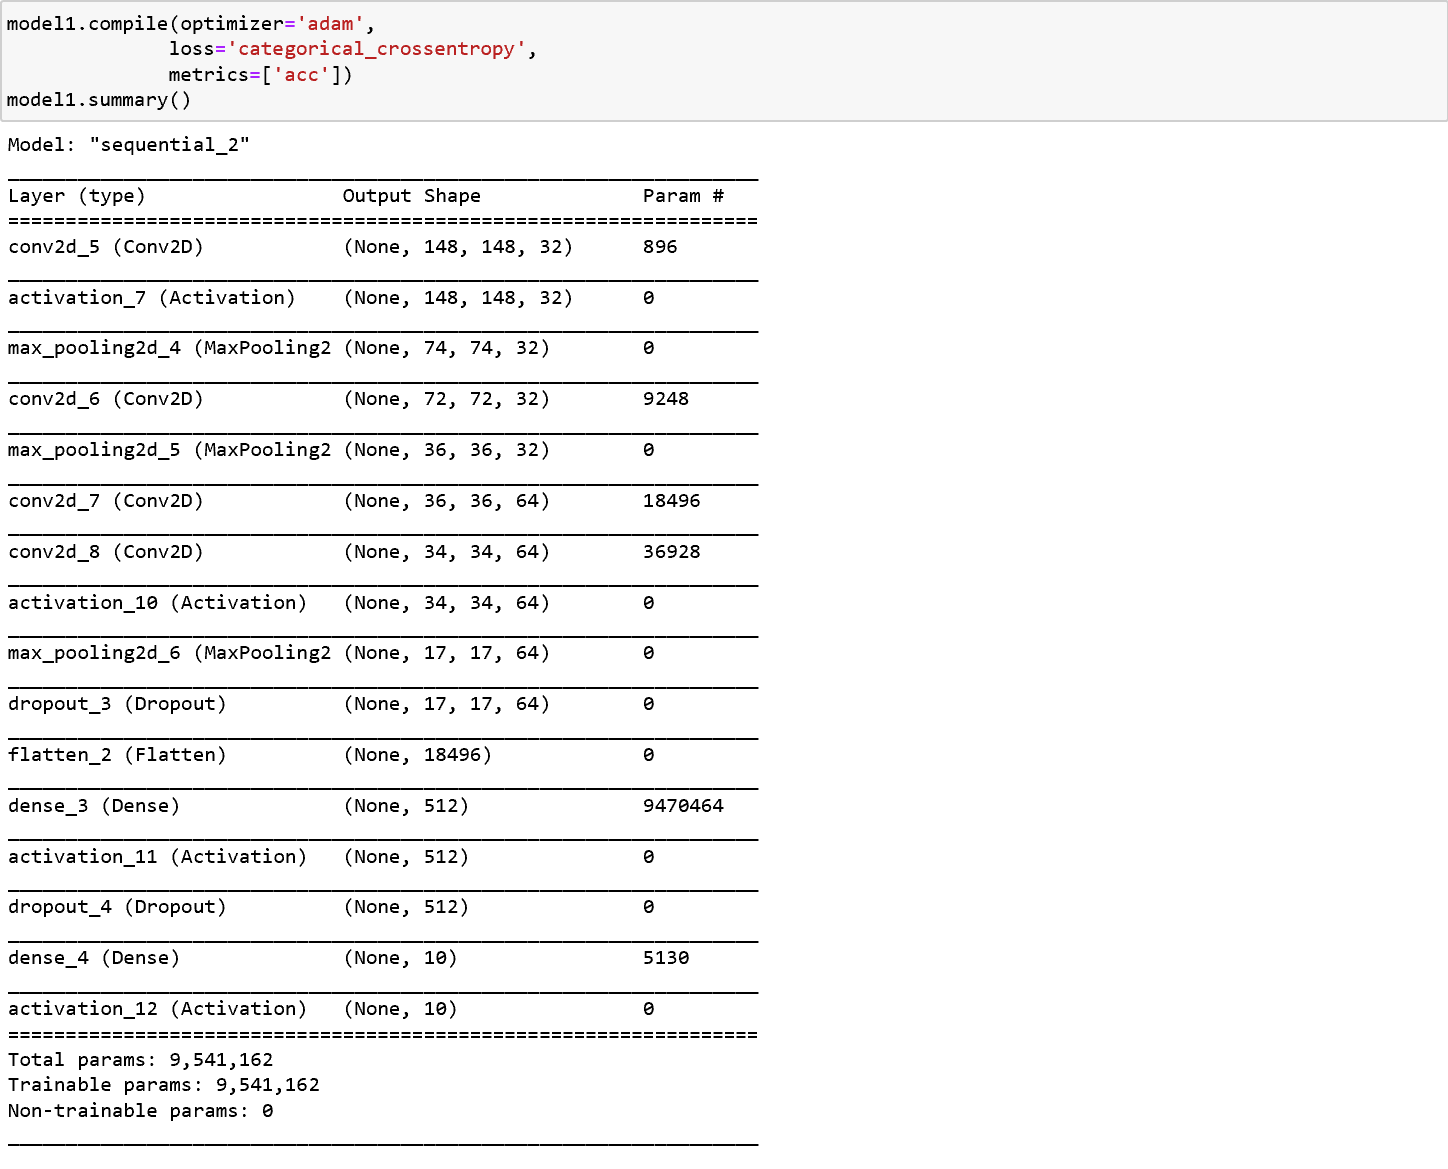 model1.compile(optimizer='adam',
              loss='categorical_crossentropy',
              metrics=['acc'])
model1.summary()
Model: "sequential_2"
_________________________________________________________________
Layer (type)                 Output Shape              Param #
=================================================================
conv2d_5 (Conv2D)            (None, 148, 148, 32)      896
_________________________________________________________________
activation_7 (Activation)    (None, 148, 148, 32)      0
_________________________________________________________________
max_pooling2d_4 (MaxPooling2 (None, 74, 74, 32)        0
_________________________________________________________________
conv2d_6 (Conv2D)            (None, 72, 72, 32)        9248
_________________________________________________________________
max_pooling2d_5 (MaxPooling2 (None, 36, 36, 32)        0
_________________________________________________________________
conv2d_7 (Conv2D)            (None, 36, 36, 64)        18496
_________________________________________________________________
conv2d_8 (Conv2D)            (None, 34, 34, 64)        36928
_________________________________________________________________
activation_10 (Activation)   (None, 34, 34, 64)        0
_________________________________________________________________
max_pooling2d_6 (MaxPooling2 (None, 17, 17, 64)        0
_________________________________________________________________
dropout_3 (Dropout)          (None, 17, 17, 64)        0
_________________________________________________________________
flatten_2 (Flatten)          (None, 18496)             0
_________________________________________________________________
dense_3 (Dense)              (None, 512)               9470464
_________________________________________________________________
activation_11 (Activation)   (None, 512)               0
_________________________________________________________________
dropout_4 (Dropout)          (None, 512)               0
_________________________________________________________________
dense_4 (Dense)              (None, 10)                5130
_________________________________________________________________
activation_12 (Activation)   (None, 10)                0
=================================================================
Total params: 9,541,162
Trainable params: 9,541,162
Non-trainable params: 0
_________________________________________________________________